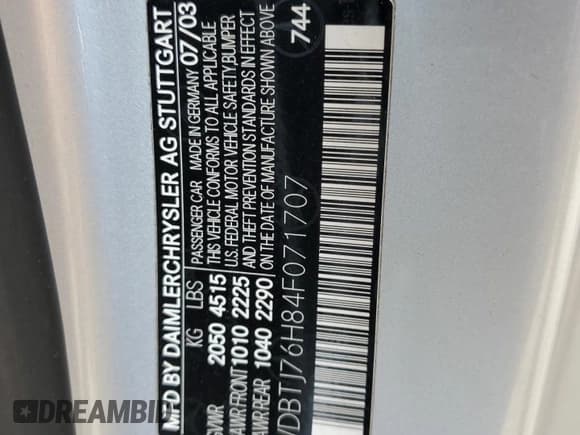 MFD BY DAIMLERCHRYSLER AG STUTTGART
07/03
KG LBS
PASSENGER CAR MADE IN GERMANY
GVWR 2050 4515
THIS VEHICLE CONFORMS TO ALL APPLICABLE
U.S. FEDERAL MOTOR VEHICLE SAFETY, BUMPER
GAWR FRONT 1010 2225
AND THEFT PREVENTION STANDARDS IN EFFECT
GAWR REAR 1040 2290
ON THE DATE OF MANUFACTURE SHOWN ABOVE
WDBTJ76H84F071707
744
DREAMBID